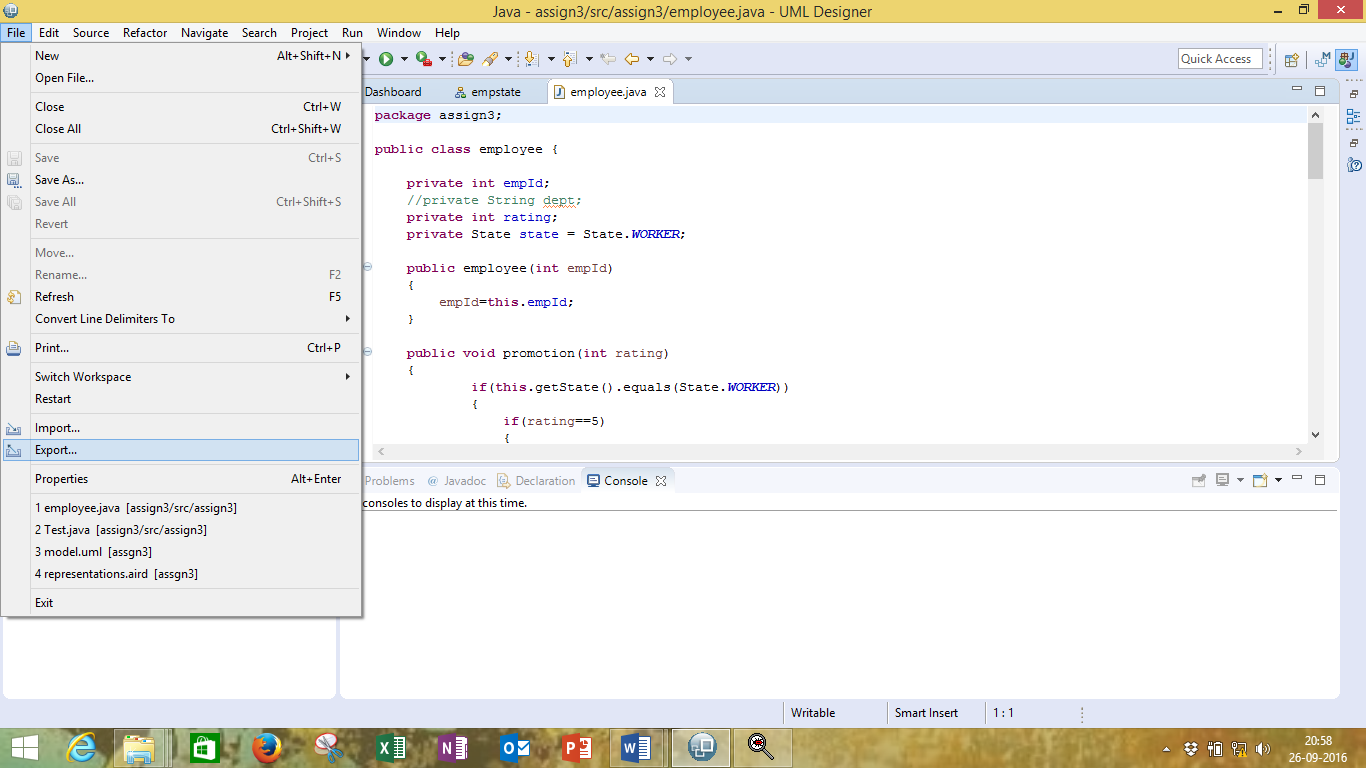 Java - assign3/src/assign3/employee.java - UML Designer
File Edit Source Refactor Navigate Search Project Run Window Help
New Alt+Shift+N
Open File...
Close Ctrl+W
Close All Ctrl+Shift+W
Save Ctrl+S
Save As...
Save All Ctrl+Shift+S
Revert
Move...
Rename... F2
Refresh F5
Convert Line Delimiters To
Print... Ctrl+P
Switch Workspace
Restart
Import...
Export...
Properties Alt+Enter
1 employee.java [assign3/src/assign3]
2 Test.java [assign3/src/assign3]
3 model.uml [assgn3]
4 representations.aird [assgn3]
Exit
Quick Access
Dashboard empstate employee.java
package assign3;
public class employee {
private int empId;
//private String dept;
private int rating;
private State state = State.WORKER;
public employee(int empId)
{
empId=this.empId;
}
public void promotion(int rating)
{
if(this.getState().equals(State.WORKER))
{
if(rating==5)
{
Problems @ Javadoc Declaration Console
consoles to display at this time.
Writable Smart Insert 1 : 1
20:58
26-09-2016